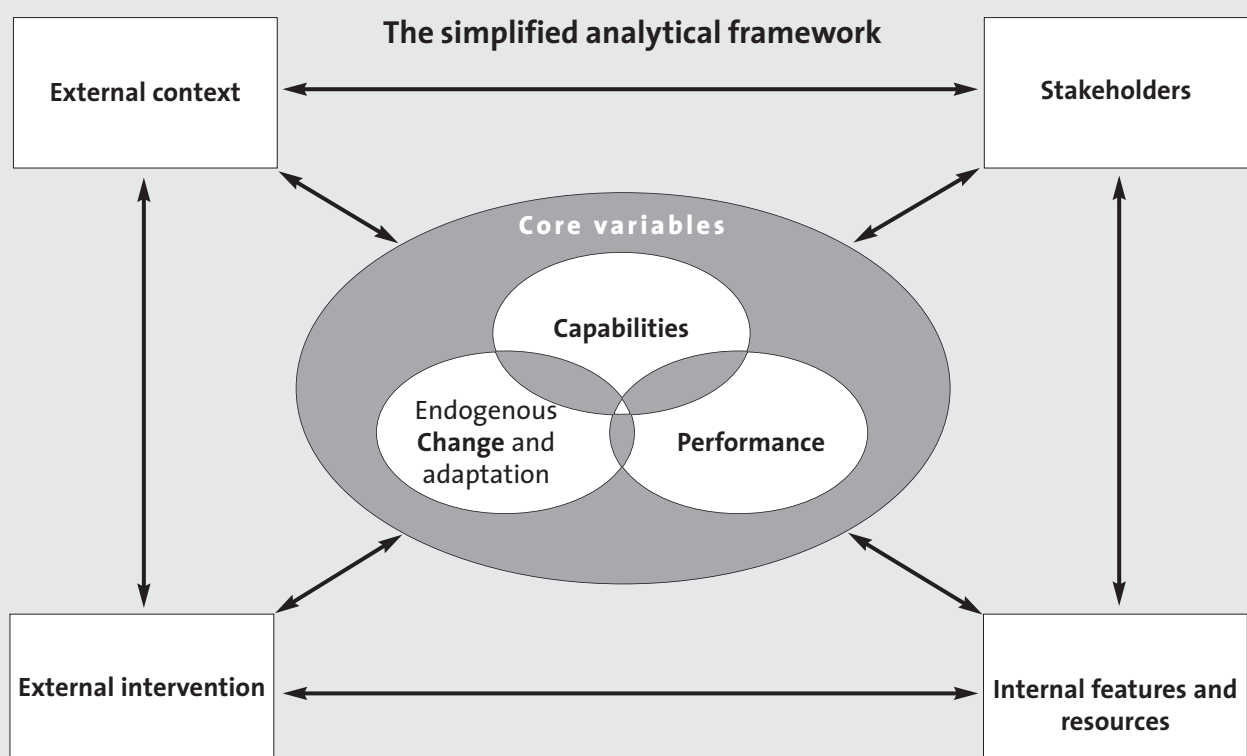 The simplified analytical framework
External context
Stakeholders
Core variables
Capabilities
Endogenous
Change and
adaptation
Performance
External intervention
Internal features and
resources